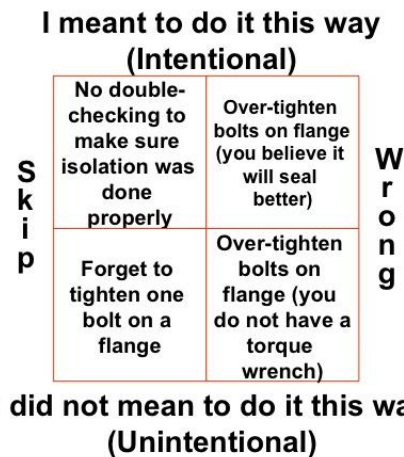 I meant to do it this way
(Intentional)
No double-
checking to
make sure
isolation was
done
properly
Over-tighten
bolts on flange
(you believe it
will seal
better)
Skip
Wrong
Forget to
tighten one
bolt on a
flange
Over-tighten
bolts on
flange (you
do not have a
torque
wrench)
did not mean to do it this wa
(Unintentional)